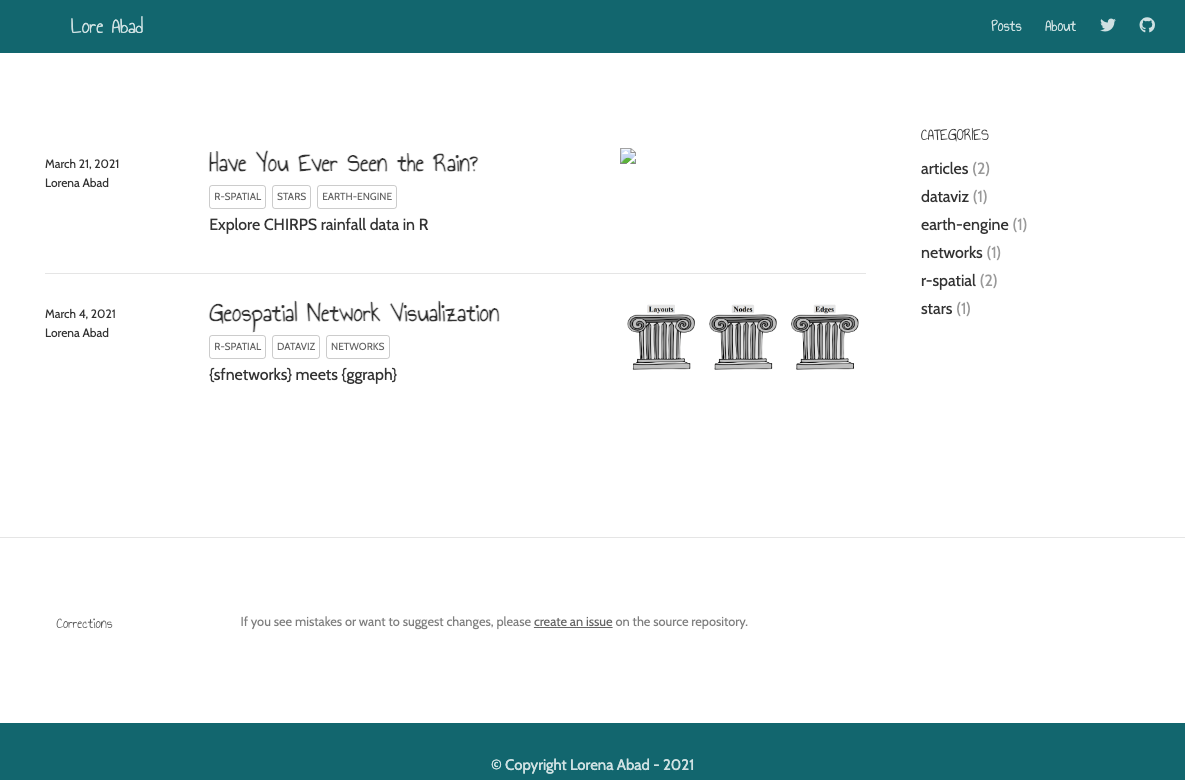 Lore Abad
Posts
About
March 21, 2021
Lorena Abad
Have You Ever Seen the Rain?
R-SPATIAL
STARS
EARTH-ENGINE
Explore CHIRPS rainfall data in R
March 4, 2021
Lorena Abad
Geospatial Network Visualization
R-SPATIAL
DATAVIZ
NETWORKS
{sfnetworks} meets {ggraph}
Layouts
Nodes
Edges
CATEGORIES
articles (2)
dataviz (1)
earth-engine (1)
networks (1)
r-spatial (2)
stars (1)
Corrections
If you see mistakes or want to suggest changes, please create an issue on the source repository.
© Copyright Lorena Abad - 2021